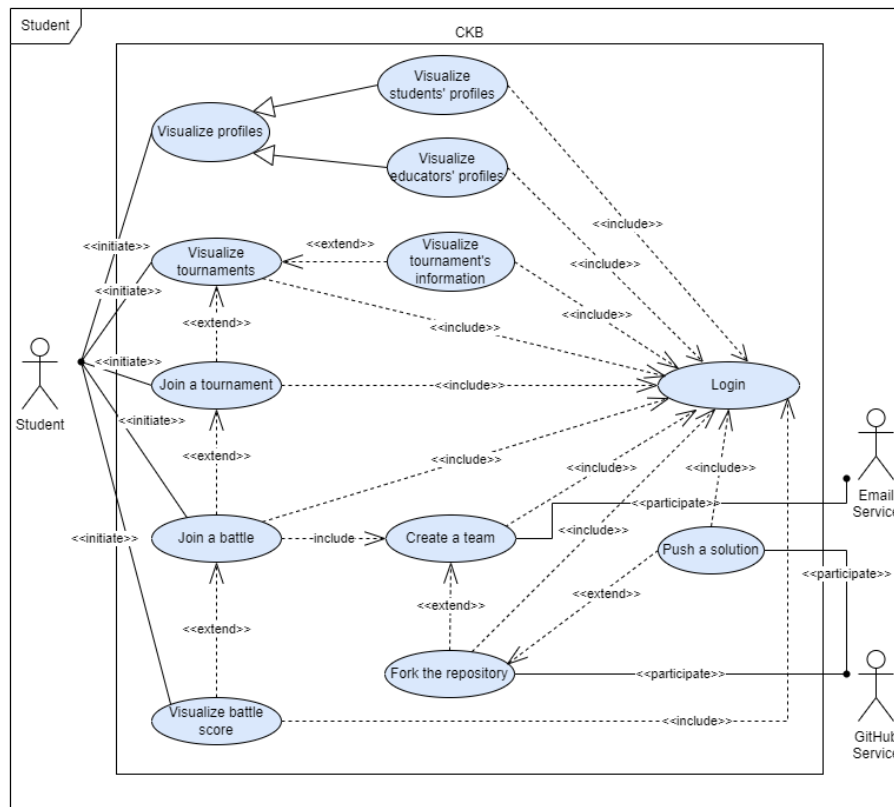 Student
CKB
Visualize
students' profiles
Visualize profiles
Visualize
educators' profiles
<<include>>
<<initiate>>
Visualize
tournaments
<<extend>>
Visualize
tournament's
information
<<include>>
<<initiate>>
<<include>>
<<extend>>
<<include>>
<<initiate>>
Join a tournament
<<include>>
Login
Student
<<initiate>>
<<extend>>
<<include>>
<<include>>
<<include>>
Email
Service
<<participate>>
<<initiate>>
Join a battle
include
Create a team
<<include>>
Push a solution
<<participate>>
<<extend>>
<<extend>>
<<extend>>
Fork the repository
<<participate>>
Visualize battle
score
<<include>>
GitHub
Service